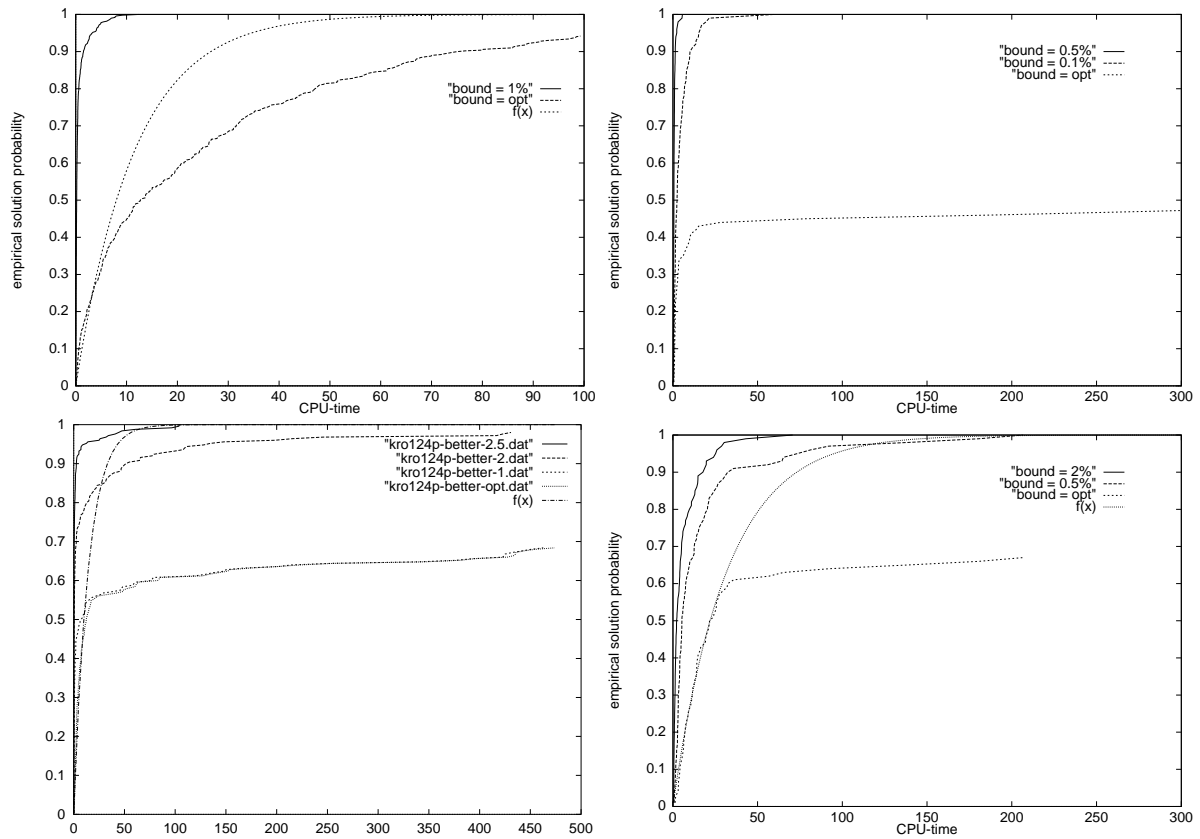 1
0.9
0.8
0.7
0.6
0.5
0.4
0.3
0.2
0.1
0
empirical solution probability
"bound = 1%"
"bound = opt"
f(x)
0 10 20 30 40 50 60 70 80 90 100
CPU-time
1
0.9
0.8
0.7
0.6
0.5
0.4
0.3
0.2
0.1
0
empirical solution probability
"bound = 0.5%"
"bound = 0.1%"
"bound = opt"
0 50 100 150 200 250 300
CPU-time
1
0.9
0.8
0.7
0.6
0.5
0.4
0.3
0.2
0.1
0
"kro124p-better-2.5.dat"
"kro124p-better-2.dat"
"kro124p-better-1.dat"
"kro124p-better-opt.dat"
f(x)
0 50 100 150 200 250 300 350 400 450 500
1
0.9
0.8
0.7
0.6
0.5
0.4
0.3
0.2
0.1
0
empirical solution probability
"bound = 2%"
"bound = 0.5%"
"bound = opt"
f(x)
0 50 100 150 200 250 300
CPU-time